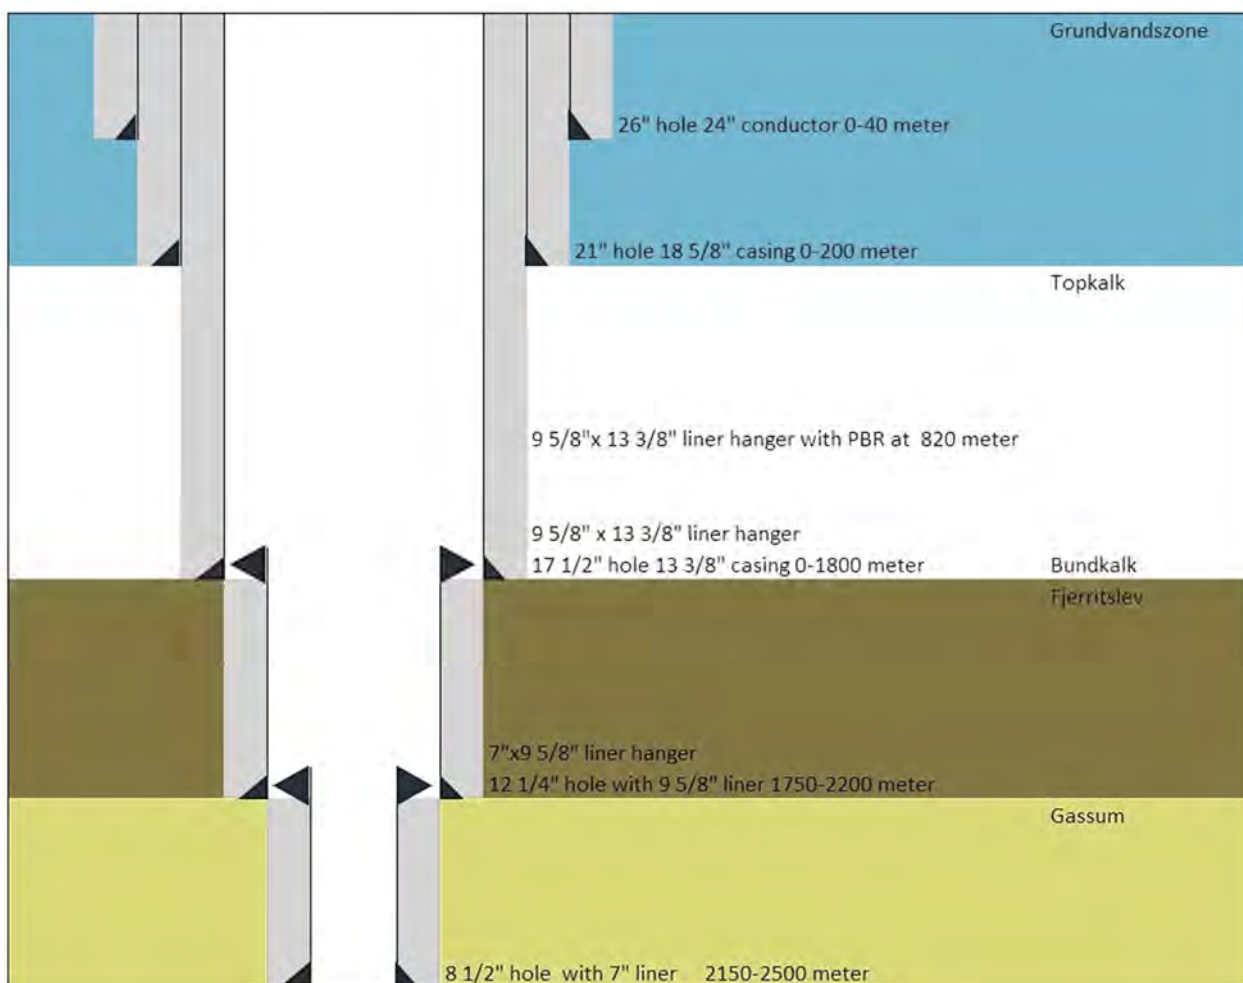 Grundvandszone
26" hole 24" conductor 0-40 meter
21" hole 18 5/8" casing 0-200 meter
Topkalk
9 5/8"x 13 3/8" liner hanger with PBR at 820 meter
9 5/8" x 13 3/8" liner hanger
17 1/2" hole 13 3/8" casing 0-1800 meter
Bundkalk
Fjerritslev
7"x9 5/8" liner hanger
12 1/4" hole with 9 5/8" liner 1750-2200 meter
Gassum
8 1/2" hole with 7" liner 2150-2500 meter